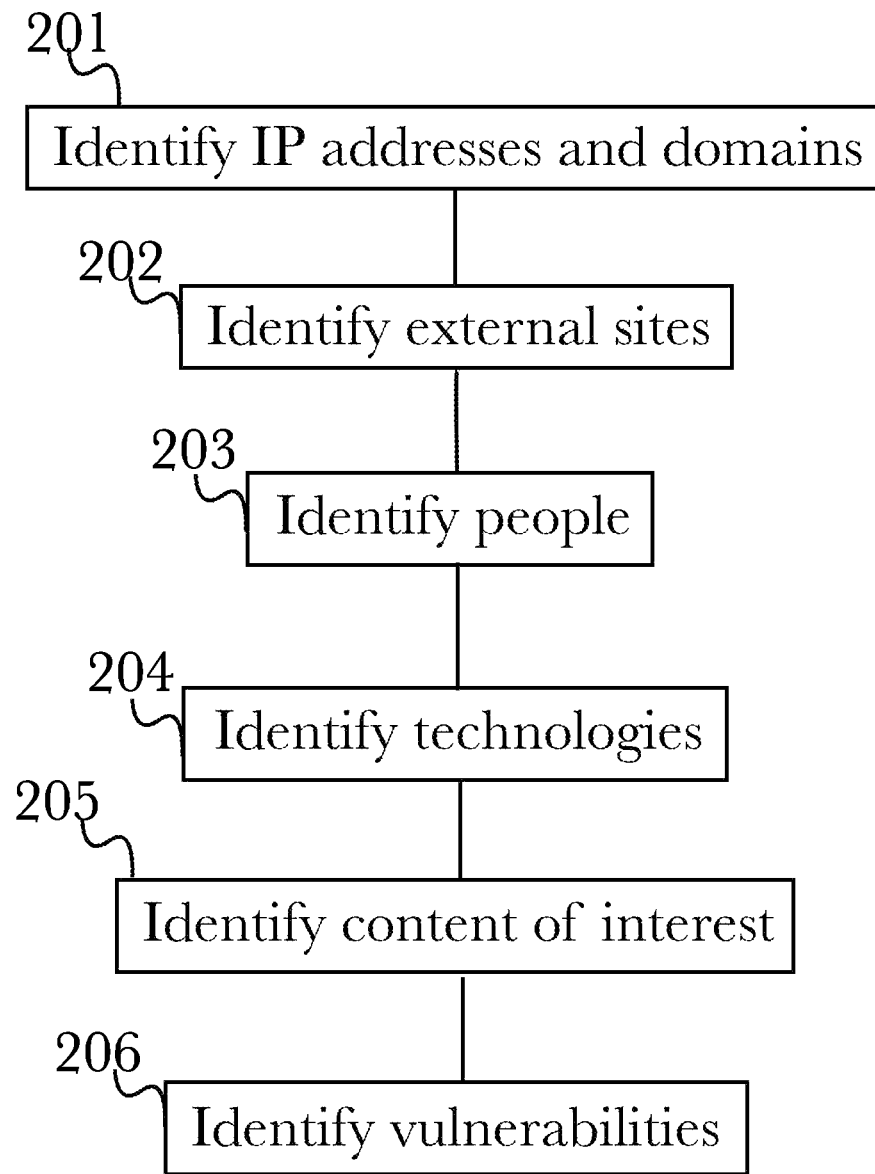 201
Identify IP addresses and domains
202
Identify external sites
203
Identify people
204
Identify technologies
205
Identify content of interest
206
Identify vulnerabilities